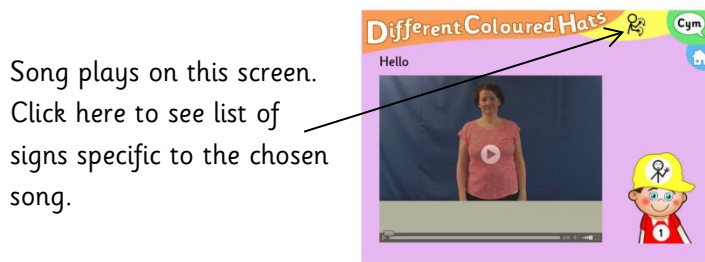 Song plays on this screen.
Click here to see list of
signs specific to the chosen
song.
Different Coloured Hats
Cym
Hello
1